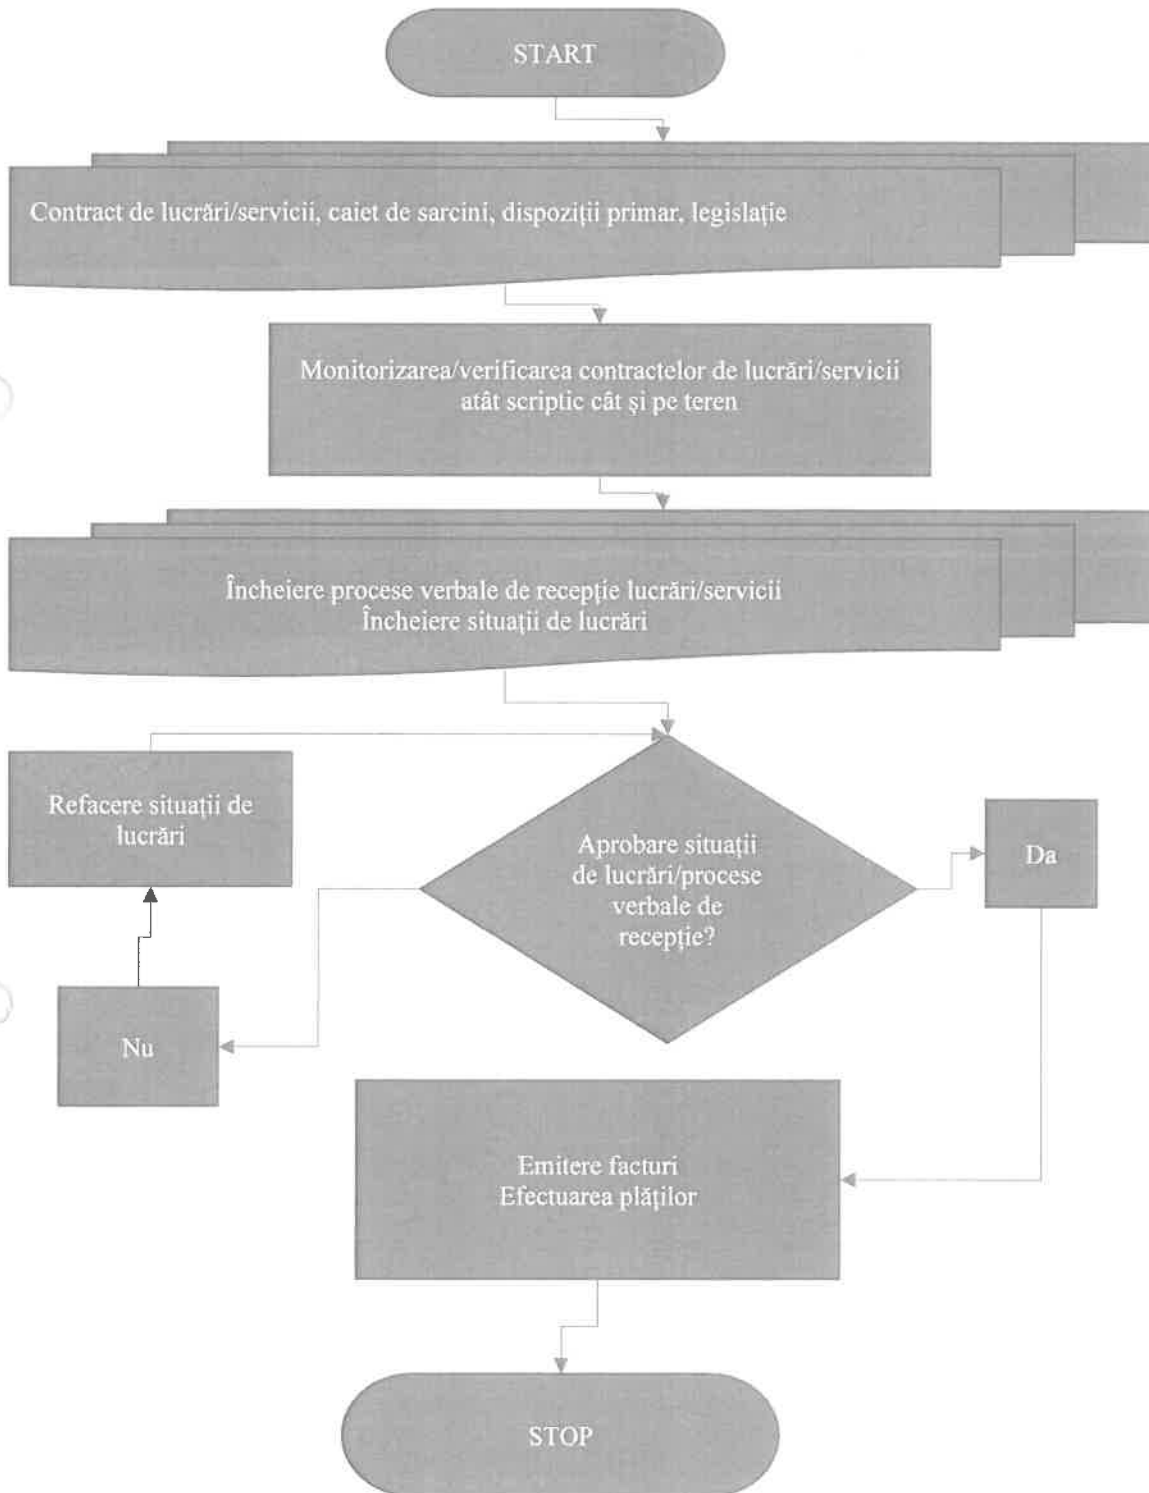 START
Contract de lucrări/servicii, caiet de sarcini, dispoziții primar, legislație
Monitorizarea/verificarea contractelor de lucrări/servicii
atât scriptic cât și pe teren
Încheiere procese verbale de recepție lucrări/servicii
Încheiere situații de lucrări
Refacere situații de
lucrări
Aprobare situații
de lucrări/procese
verbale de
recepție?
Da
Nu
Emitere facturi
Efectuarea plăților
STOP